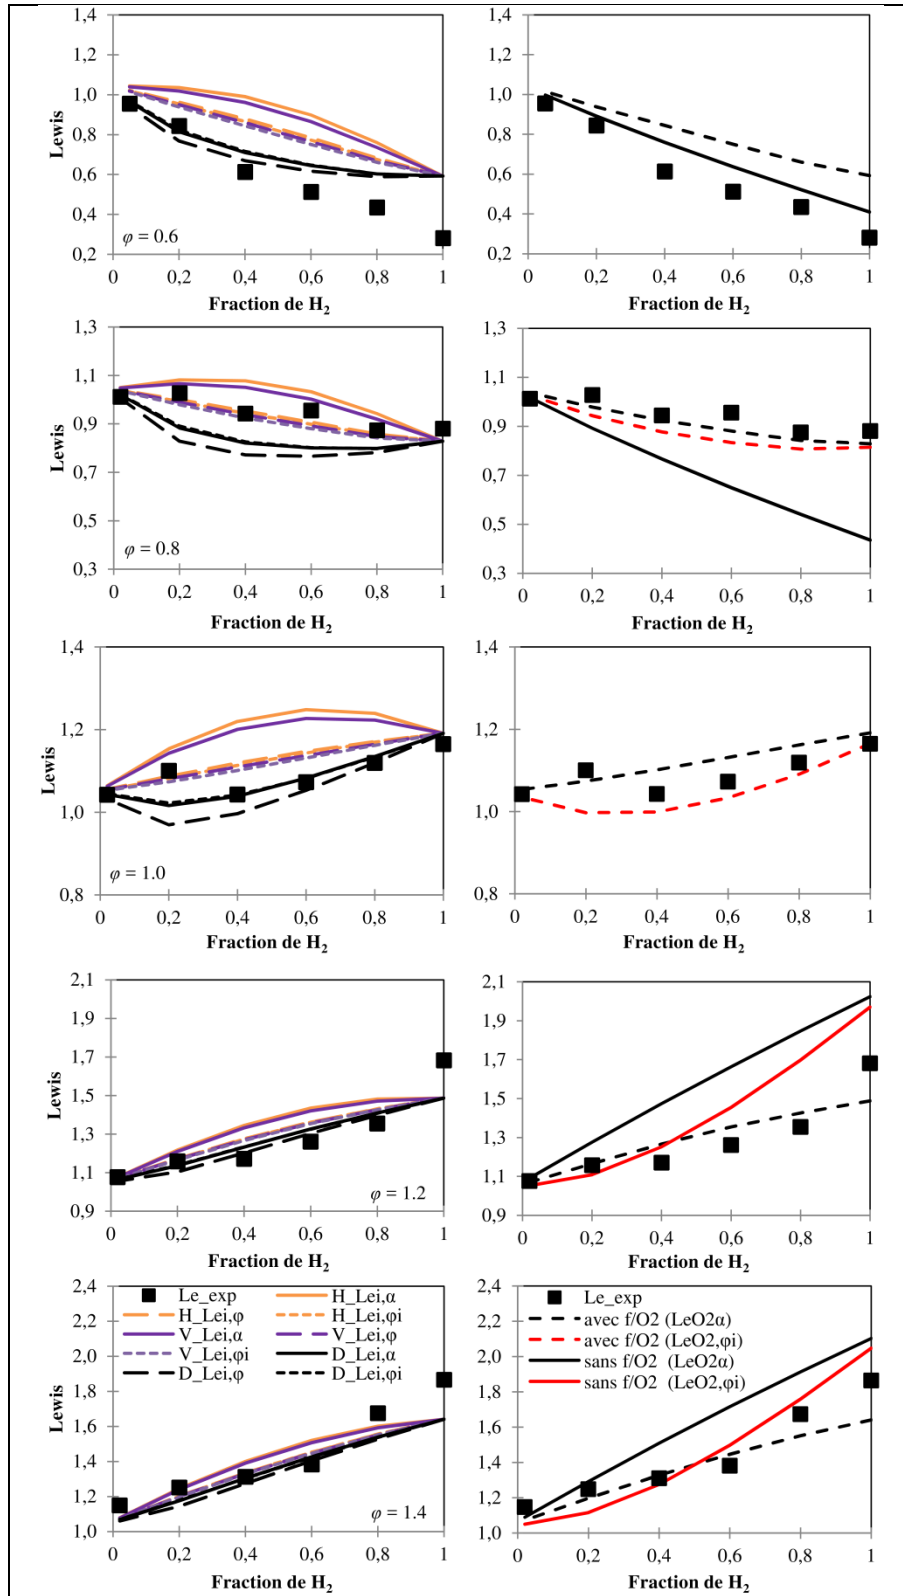 1,4
1,2
1,0
0,8
0,6
0,4
0,2
Lewis
φ = 0.6
0 0,2 0,4 0,6 0,8 1
Fraction de H2
1,4
1,2
1,0
0,8
0,6
0,4
0,2
0 0,2 0,4 0,6 0,8 1
Fraction de H2
1,3
1,1
0,9
0,7
0,5
0,3
Lewis
φ = 0.8
0 0,2 0,4 0,6 0,8 1
Fraction de H2
1,3
1,1
0,9
0,7
0,5
0,3
0 0,2 0,4 0,6 0,8 1
Fraction de H2
1,4
1,2
1,0
0,8
Lewis
φ = 1.0
0 0,2 0,4 0,6 0,8 1
Fraction de H2
1,4
1,2
1,0
0,8
0 0,2 0,4 0,6 0,8 1
Fraction de H2
2,1
1,9
1,7
1,5
1,3
1,1
0,9
Lewis
φ = 1.2
0 0,2 0,4 0,6 0,8 1
Fraction de H2
2,1
1,9
1,7
1,5
1,3
1,1
0,9
0 0,2 0,4 0,6 0,8 1
Fraction de H2
2,4
2,2
2,0
1,8
1,6
1,4
1,2
1,0
Lewis
Le_exp H_Lei,α
H_Lei,φ H_Lei,φi
V_Lei,α V_Lei,φ
V_Lei,φi D_Lei,α
D_Lei,φ D_Lei,φi
φ = 1.4
0 0,2 0,4 0,6 0,8 1
Fraction de H2
2,4
2,2
2,0
1,8
1,6
1,4
1,2
1,0
Le_exp
avec f/O2 (LeO2α)
avec f/O2 (LeO2,φi)
sans f/O2 (LeO2α)
sans f/O2 (LeO2,φi)
0 0,2 0,4 0,6 0,8 1
Fraction de H2